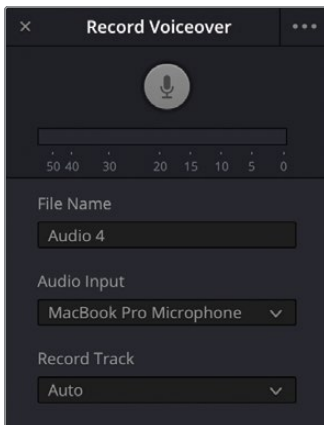 Record Voiceover
50 40 30 20 15 10 5 0
File Name
Audio 4
Audio Input
MacBook Pro Microphone
Record Track
Auto